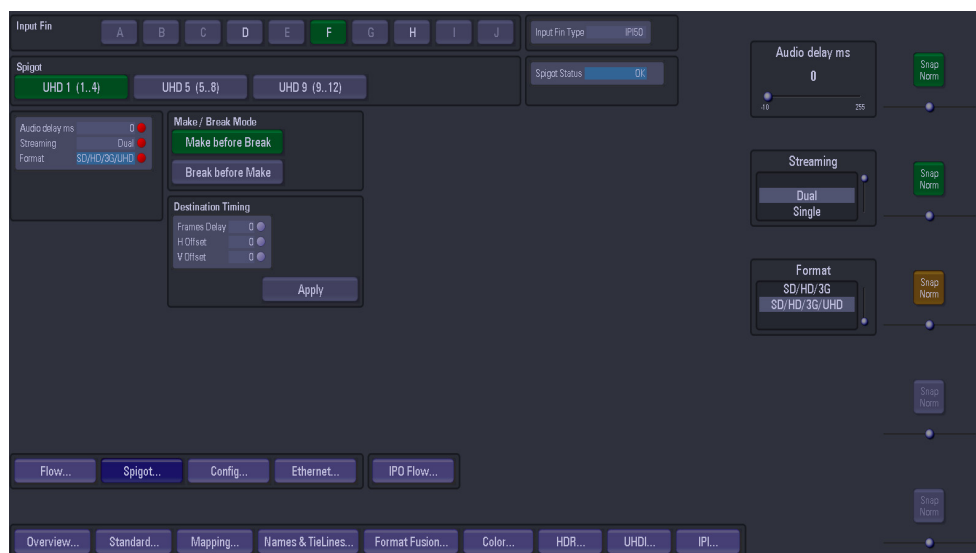 Input Fin
A B C D E F G H I J
Input Fin Type IPI50
Spigot
UHD 1 (1..4) UHD 5 (5..8) UHD 9 (9..12)
Spigot Status OK
Audio delay ms 0
Streaming Dual
Format SD/HD/3G/UHD
Make / Break Mode
Make before Break
Break before Make
Destination Timing
Frames Delay 0
H Offset 0
V Offset 0
Apply
Audio delay ms
0
-10 255
Snap
Norm
Streaming
Dual
Single
Snap
Norm
Format
SD/HD/3G
SD/HD/3G/UHD
Snap
Norm
Snap
Norm
Snap
Norm
Flow... Spigot... Config... Ethernet... IPO Flow...
Overview... Standard... Mapping... Names & TieLines... Format Fusion... Color... HDR... UHDI... IPI...